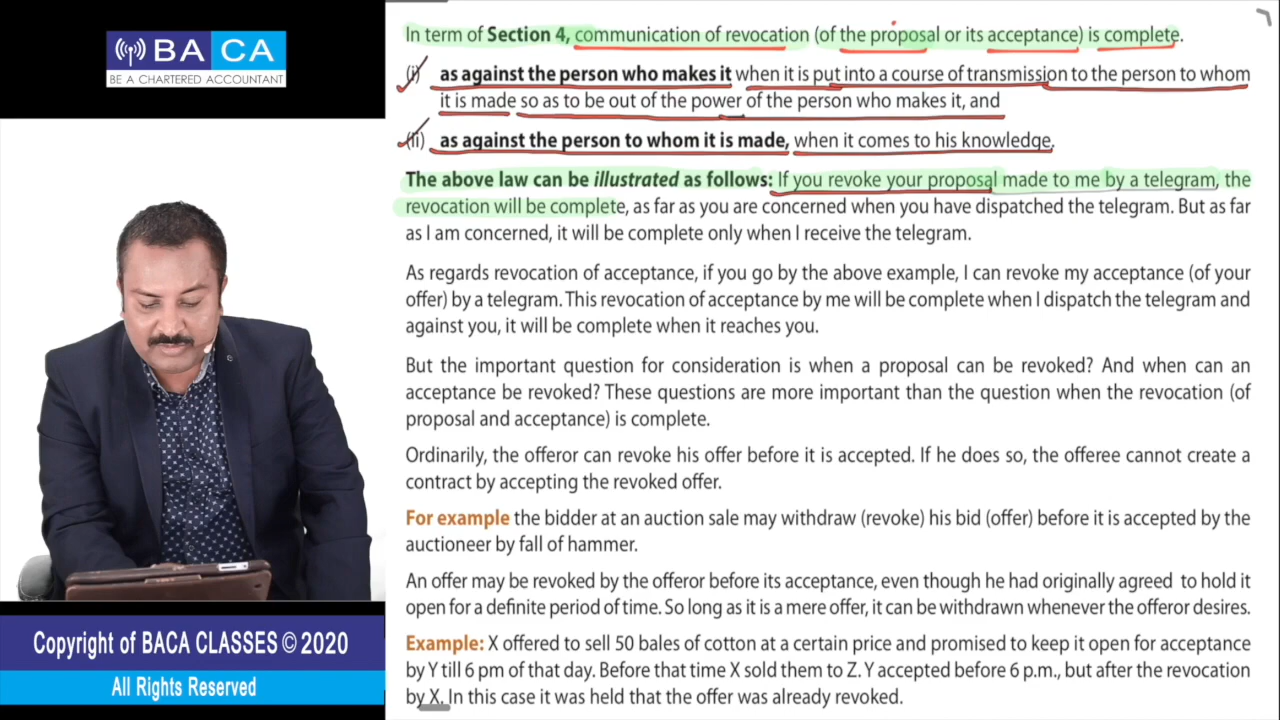 BA CA
BE A CHARTERED ACCOUNTANT
In term of Section 4, communication of revocation (of the proposal or its acceptance) is complete.
(i) as against the person who makes it when it is put into a course of transmission to the person to whom
it is made so as to be out of the power of the person who makes it, and
(ii) as against the person to whom it is made, when it comes to his knowledge.
The above law can be illustrated as follows: If you revoke your proposal made to me by a telegram, the
revocation will be complete, as far as you are concerned when you have dispatched the telegram. But as far
as I am concerned, it will be complete only when I receive the telegram.
As regards revocation of acceptance, if you go by the above example, I can revoke my acceptance (of your
offer) by a telegram. This revocation of acceptance by me will be complete when I dispatch the telegram and
against you, it will be complete when it reaches you.
But the important question for consideration is when a proposal can be revoked? And when can an
acceptance be revoked? These questions are more important than the question when the revocation (of
proposal and acceptance) is complete.
Ordinarily, the offeror can revoke his offer before it is accepted. If he does so, the offeree cannot create a
contract by accepting the revoked offer.
For example the bidder at an auction sale may withdraw (revoke) his bid (offer) before it is accepted by the
auctioneer by fall of hammer.
An offer may be revoked by the offeror before its acceptance, even though he had originally agreed to hold it
open for a definite period of time. So long as it is a mere offer, it can be withdrawn whenever the offeror desires.
Example: X offered to sell 50 bales of cotton at a certain price and promised to keep it open for acceptance
by Y till 6 pm of that day. Before that time X sold them to Z. Y accepted before 6 p.m., but after the revocation
by X. In this case it was held that the offer was already revoked.
Copyright of BACA CLASSES © 2020
All Rights Reserved